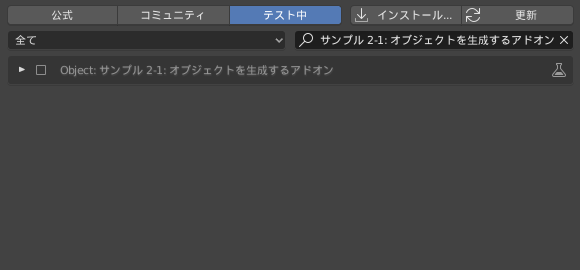 公式 コミュニティ テスト中 インストール... 更新
全て サンプル 2-1: オブジェクトを生成するアドオン
Object: サンプル 2-1: オブジェクトを生成するアドオン